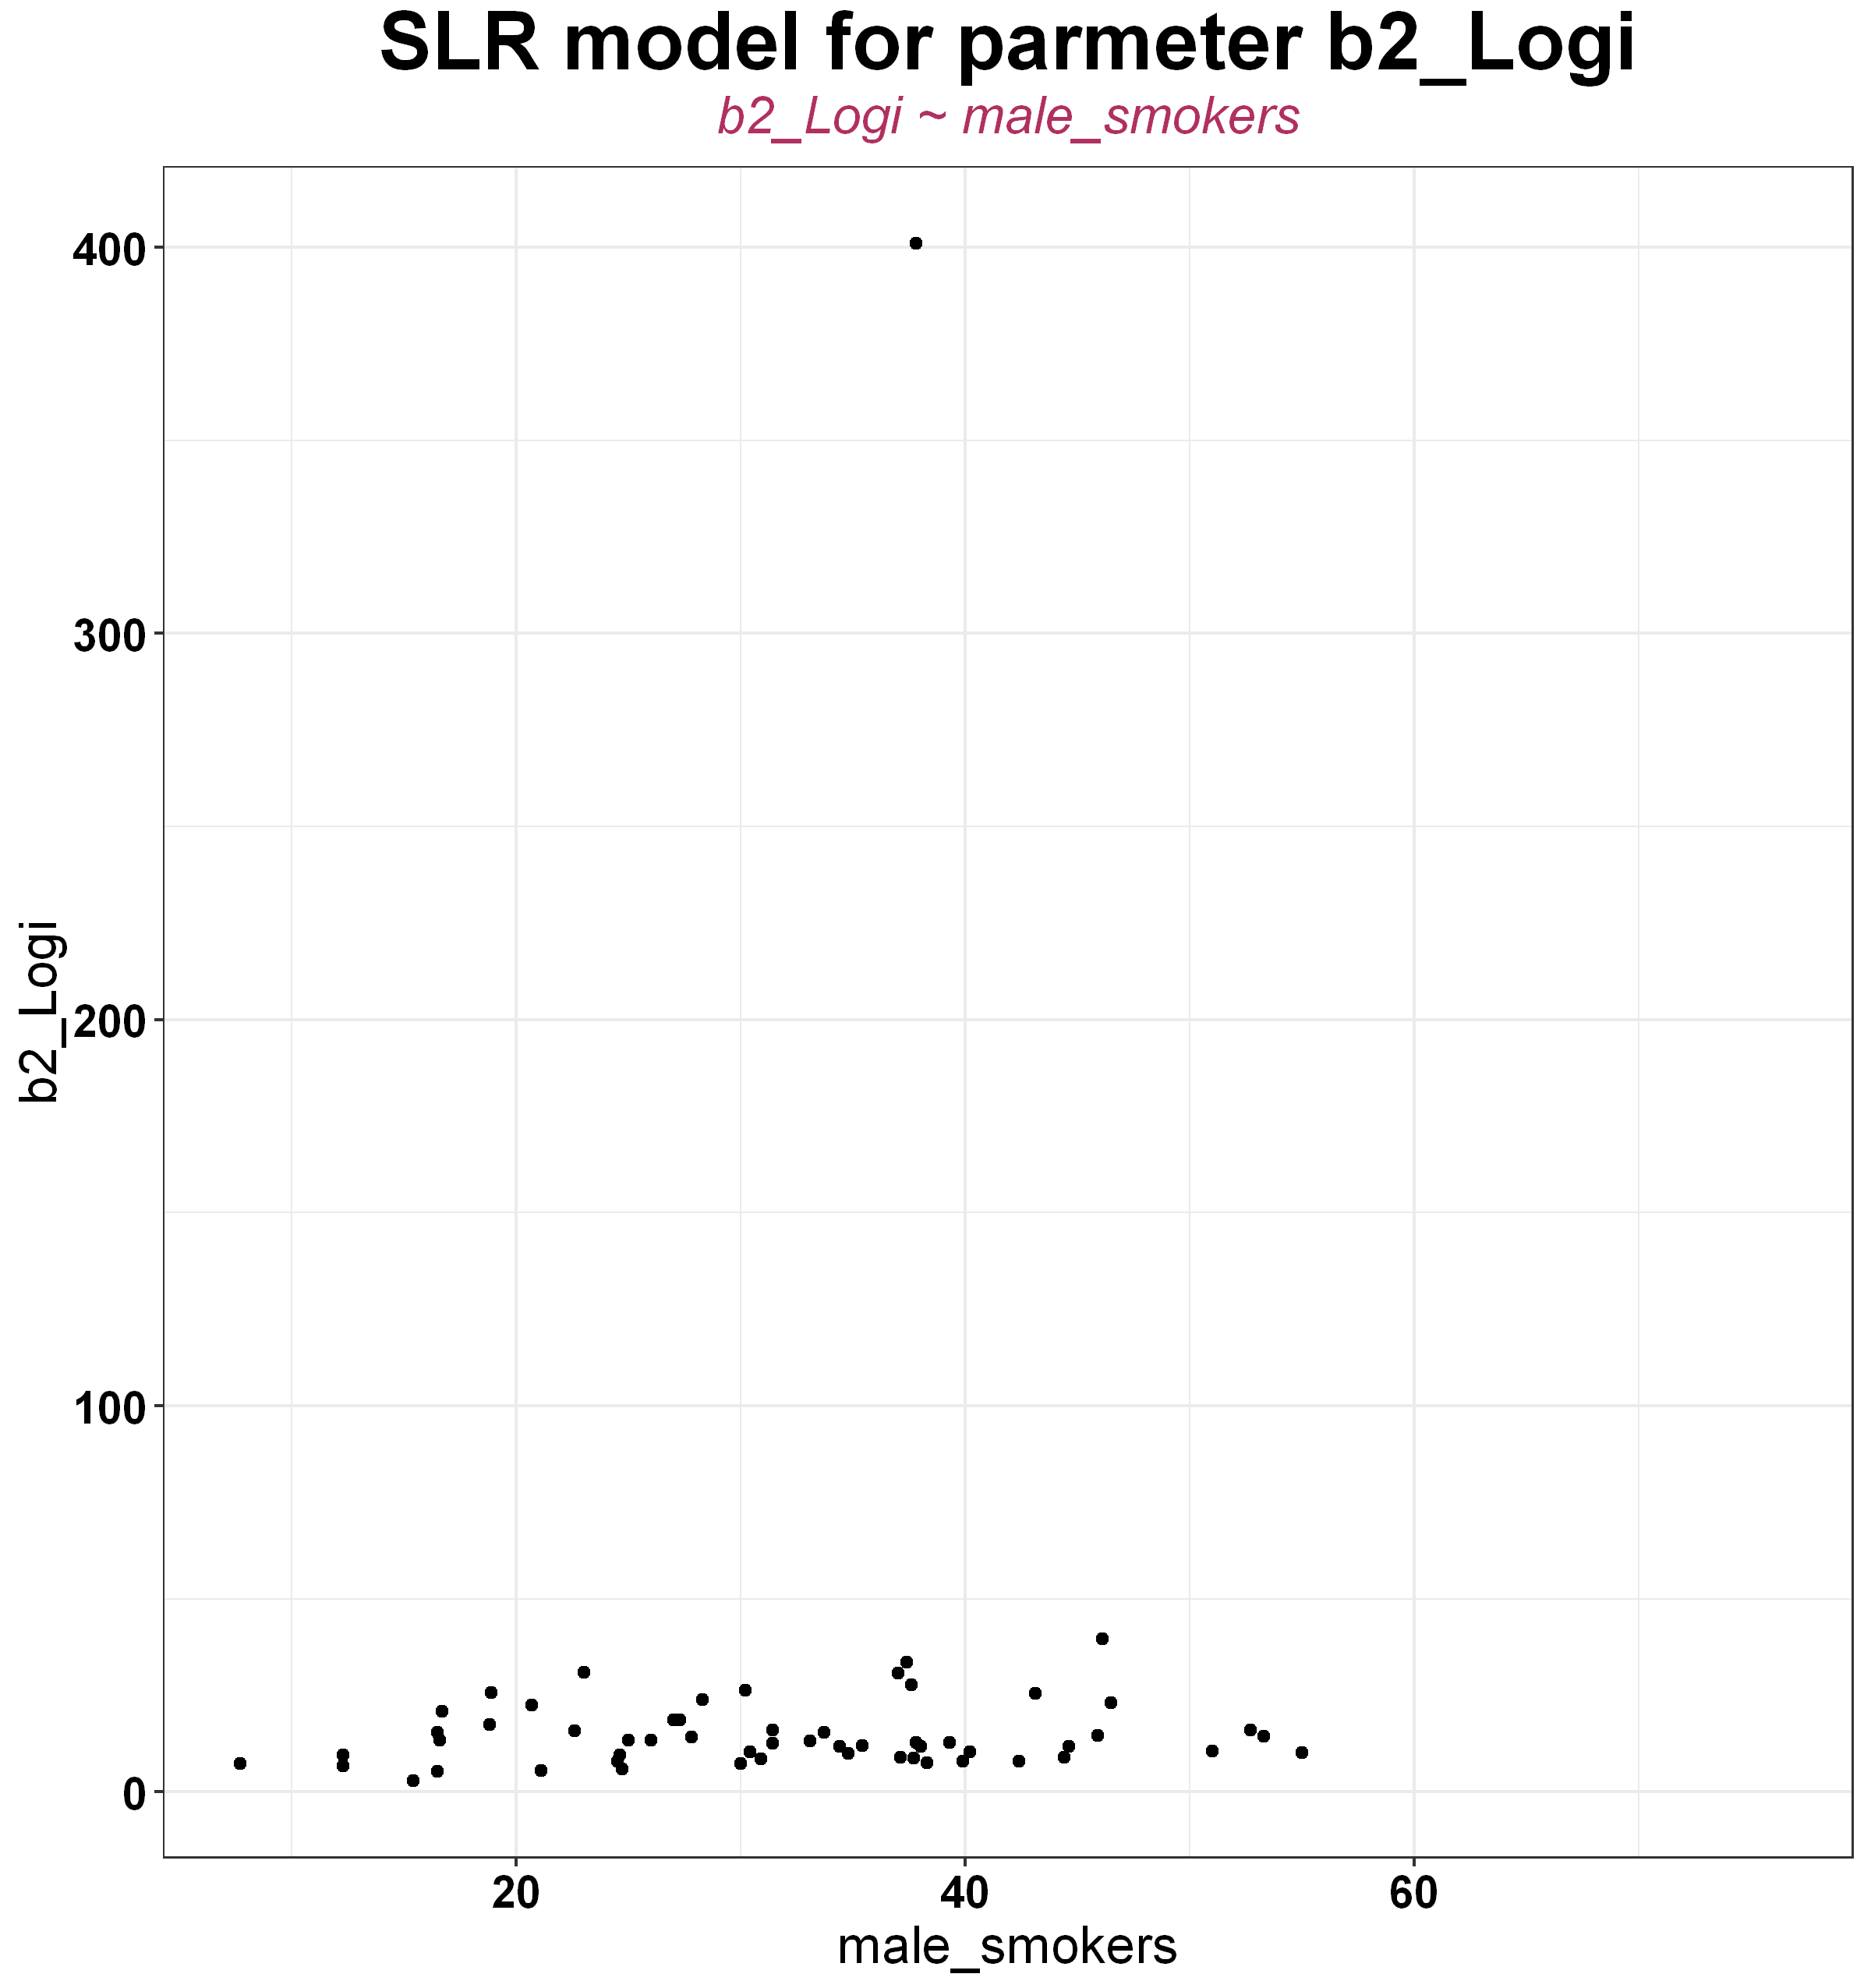 SLR model for parmeter b2_Logi
b2_Logi ~ male_smokers
400
300
200
100
0
b2_Logi
20 40 60
male_smokers